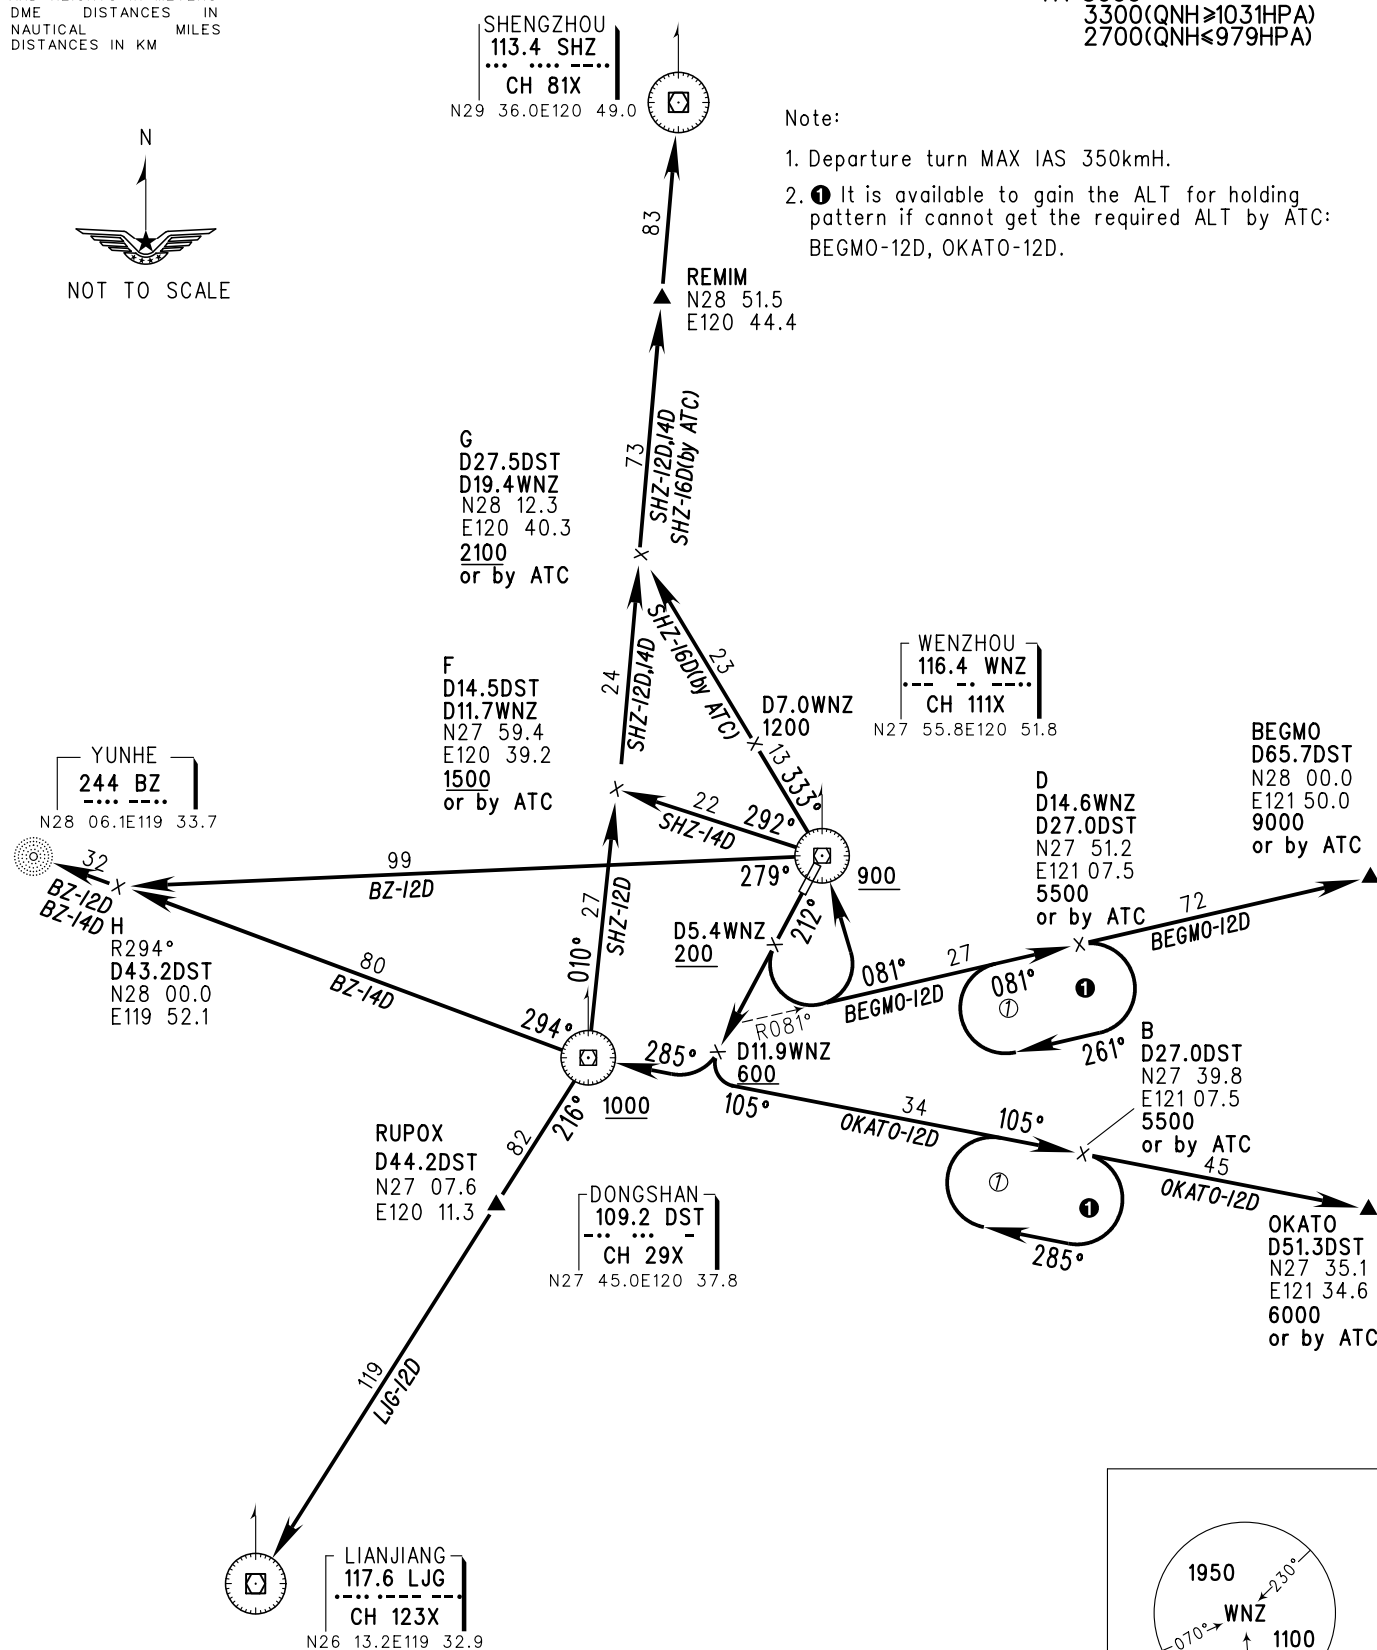 DME DISTANCES IN
NAUTICAL MILES
DISTANCES IN KM
3300(QNH≥1031HPA)
2700(QNH≤979HPA)
SHENGZHOU
113.4 SHZ
CH 81X
N29 36.0E120 49.0
N
NOT TO SCALE
Note:
1. Departure turn MAX IAS 350kmH.
2. ❶ It is available to gain the ALT for holding
pattern if cannot get the required ALT by ATC:
BEGMO-12D, OKATO-12D.
83
REMIM
N28 51.5
E120 44.4
73
SHZ-12D,14D
SHZ-16D(by ATC)
G
D27.5DST
D19.4WNZ
N28 12.3
E120 40.3
2100
or by ATC
SHZ-16D(by ATC)
23
24
SHZ-12D,14D
F
D14.5DST
D11.7WNZ
N27 59.4
E120 39.2
1500
or by ATC
D7.0WNZ
1200
13 333°
WENZHOU
116.4 WNZ
CH 111X
N27 55.8E120 51.8
BEGMO
D65.7DST
N28 00.0
E121 50.0
9000
or by ATC
D
D14.6WNZ
D27.0DST
N27 51.2
E121 07.5
5500
or by ATC
YUNHE
244 BZ
N28 06.1E119 33.7
22
292°
SHZ-14D
99
BZ-12D
279°
900
32
BZ-12D
BZ-14D
H
R294°
D43.2DST
N28 00.0
E119 52.1
80
BZ-14D
294°
27
SHZ-12D
010°
D5.4WNZ
200
212°
081°
27
BEGMO-12D
72
BEGMO-12D
081°
①
❶
261°
R081°
285°
D11.9WNZ
600
B
D27.0DST
N27 39.8
E121 07.5
5500
or by ATC
1000
105°
34
OKATO-12D
105°
①
❶
285°
45
OKATO-12D
OKATO
D51.3DST
N27 35.1
E121 34.6
6000
or by ATC
216°
82
RUPOX
D44.2DST
N27 07.6
E120 11.3
DONGSHAN
109.2 DST
CH 29X
N27 45.0E120 37.8
119
LJG-12D
LIANJIANG
117.6 LJG
CH 123X
N26 13.2E119 32.9
1950
230°
WNZ
070°
1100